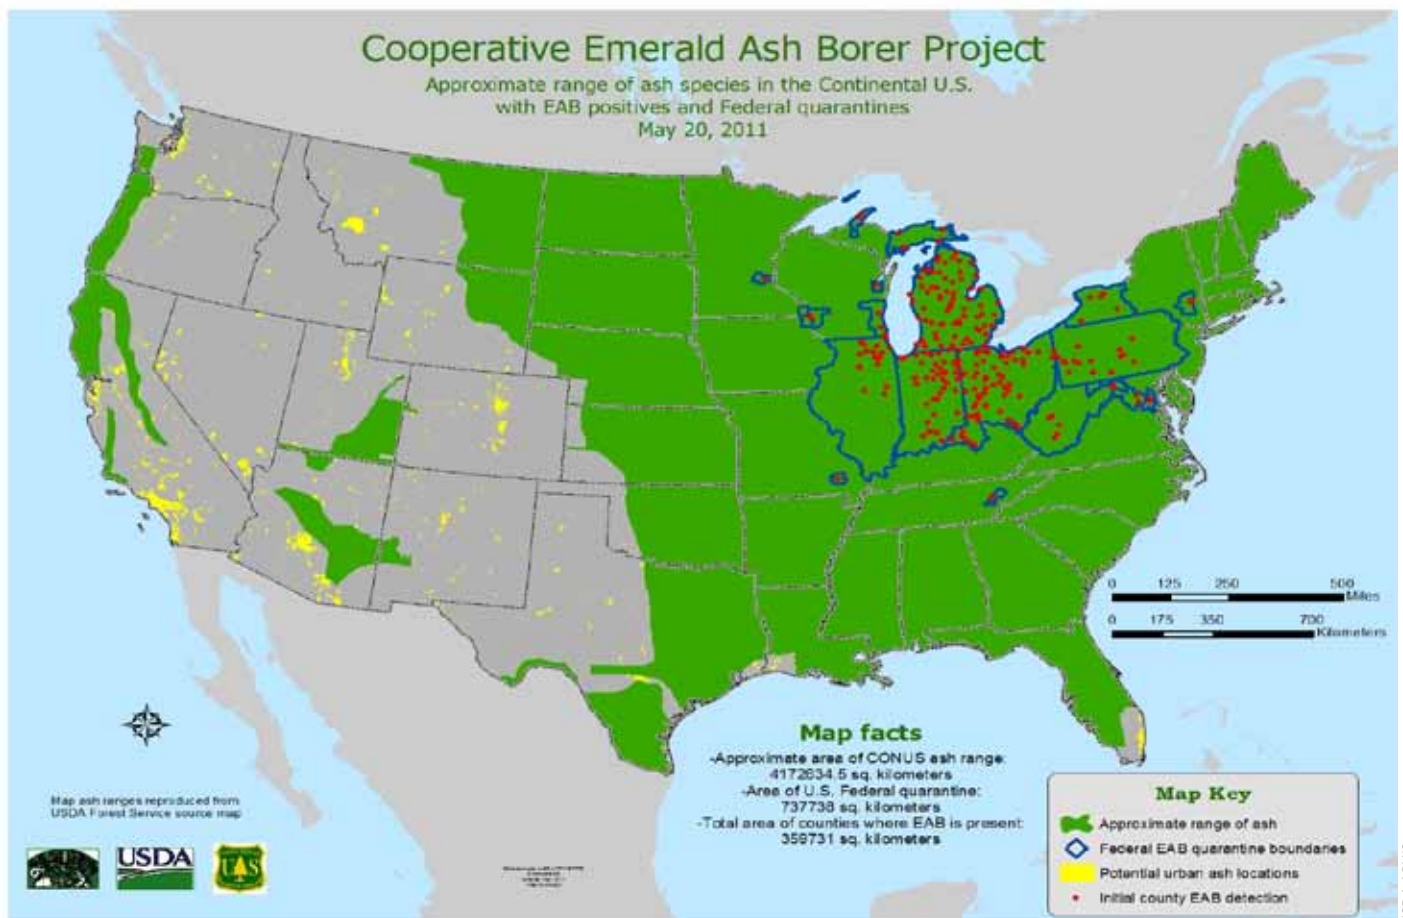 Cooperative Emerald Ash Borer Project
Approximate range of ash species in the Continental U.S.
with EAB positives and Federal quarantines
May 20, 2011
0 125 250 500
Miles
0 175 350 700
Kilometers
Map facts
-Approximate area of CONUS ash range:
4172634.5 sq. kilometers
-Area of U.S. Federal quarantine:
737738 sq. kilometers
-Total area of counties where EAB is present:
359731 sq. kilometers
Map Key
Approximate range of ash
Federal EAB quarantine boundaries
Potential urban ash locations
Initial county EAB detection
Map ash ranges reproduced from
USDA Forest Service source map
USDA
U S